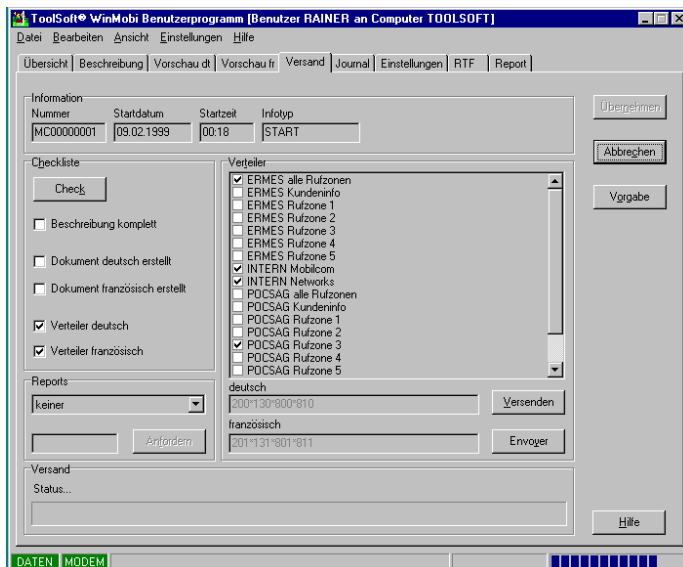 ToolSoft® WinMobi Benutzerprogramm [Benutzer RAINER an Computer TOOLSOFT]
Datei Bearbeiten Ansicht Einstellungen Hilfe
Übersicht Beschreibung Vorschau dt Vorschau fr Versand Journal Einstellungen RTF Report
Information
Nummer Startdatum Startzeit Infotyp
MC00000001 09.02.1999 00:18 START
Übernehmen
Abbrechen
Vorgabe
Checkliste
Check
Beschreibung komplett
Dokument deutsch erstellt
Dokument französisch erstellt
Verteiler deutsch
Verteiler französisch
Verteiler
ERMES alle Rufzonen
ERMES Kundeninfo
ERMES Rufzone 1
ERMES Rufzone 2
ERMES Rufzone 3
ERMES Rufzone 4
ERMES Rufzone 5
INTERN Mobilcom
INTERN Networks
POCSAG alle Rufzonen
POCSAG Kundeninfo
POCSAG Rufzone 1
POCSAG Rufzone 2
POCSAG Rufzone 3
POCSAG Rufzone 4
POCSAG Rufzone 5
Reports
keiner
Anfordern
deutsch
200*130*800*810
Versenden
französisch
201*131*801*811
Envoyer
Versand
Status...
Hilfe
DATEN MODEM